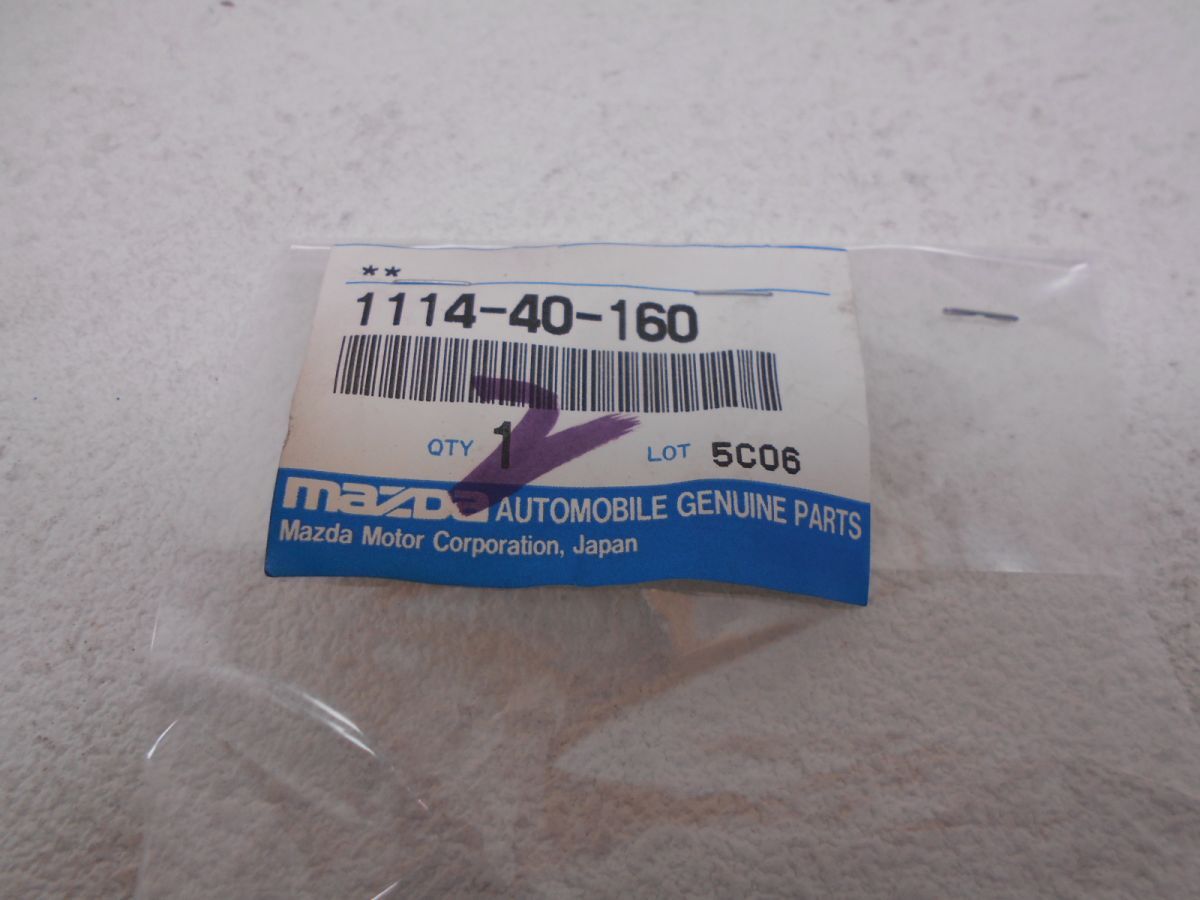 **
1114-40-160
QTY 1 LOT 5C06
mazda AUTOMOBILE GENUINE PARTS
Mazda Motor Corporation, Japan